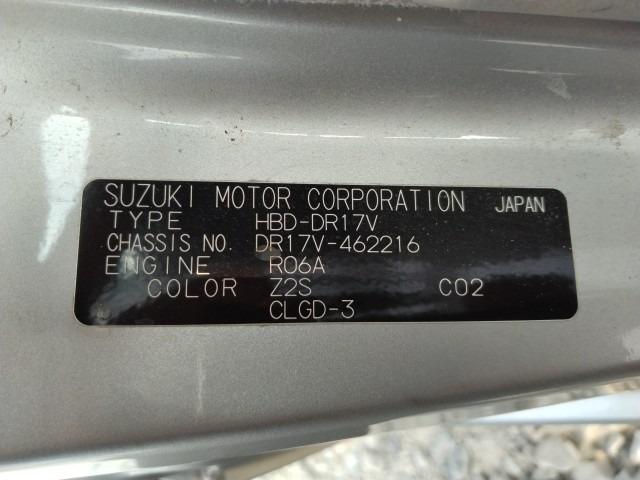 SUZUKI MOTOR CORPORATION JAPAN
TYPE HBD-DR17V
CHASSIS NO. DR17V-462216
ENGINE R06A
COLOR Z2S C02
CLGD-3